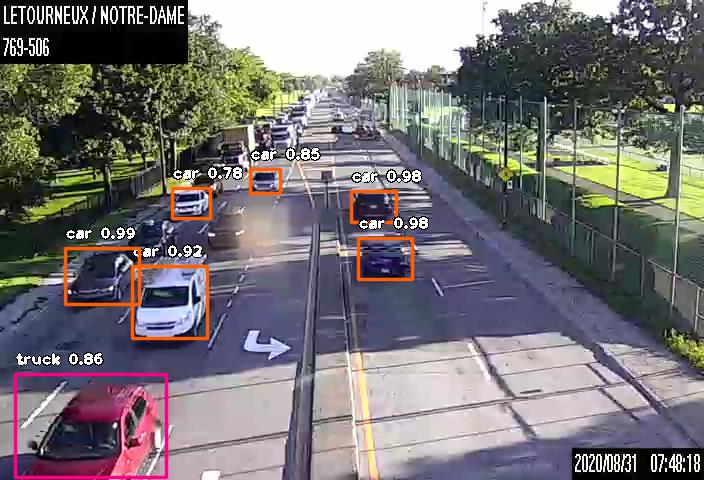 LETOURNEUX / NOTRE-DAME
769-506
car 0.85
car 0.78
car 0.98
car 0.98
car 0.99
car 0.92
truck 0.86
2020/08/31 07:48:18